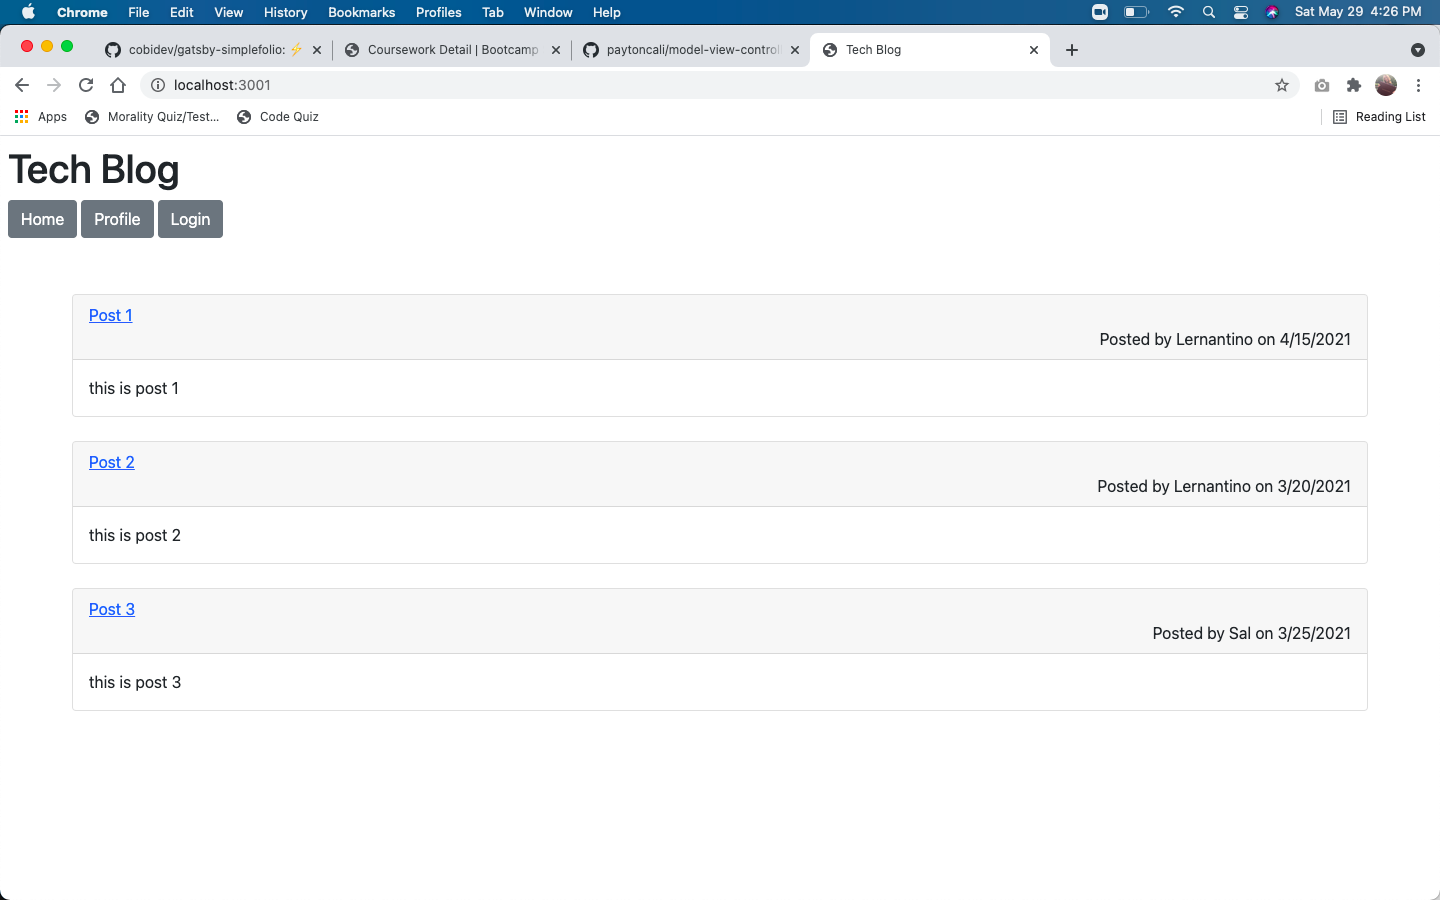 Chrome File Edit View History Bookmarks Profiles Tab Window Help Sat May 29 4:26 PM
cobidev/gatsby-simplefolio: ⚡ Coursework Detail | Bootcamp paytoncali/model-view-controll Tech Blog
localhost:3001
Apps Morality Quiz/Test... Code Quiz Reading List
Tech Blog
Home Profile Login
Post 1
Posted by Lernantino on 4/15/2021
this is post 1
Post 2
Posted by Lernantino on 3/20/2021
this is post 2
Post 3
Posted by Sal on 3/25/2021
this is post 3